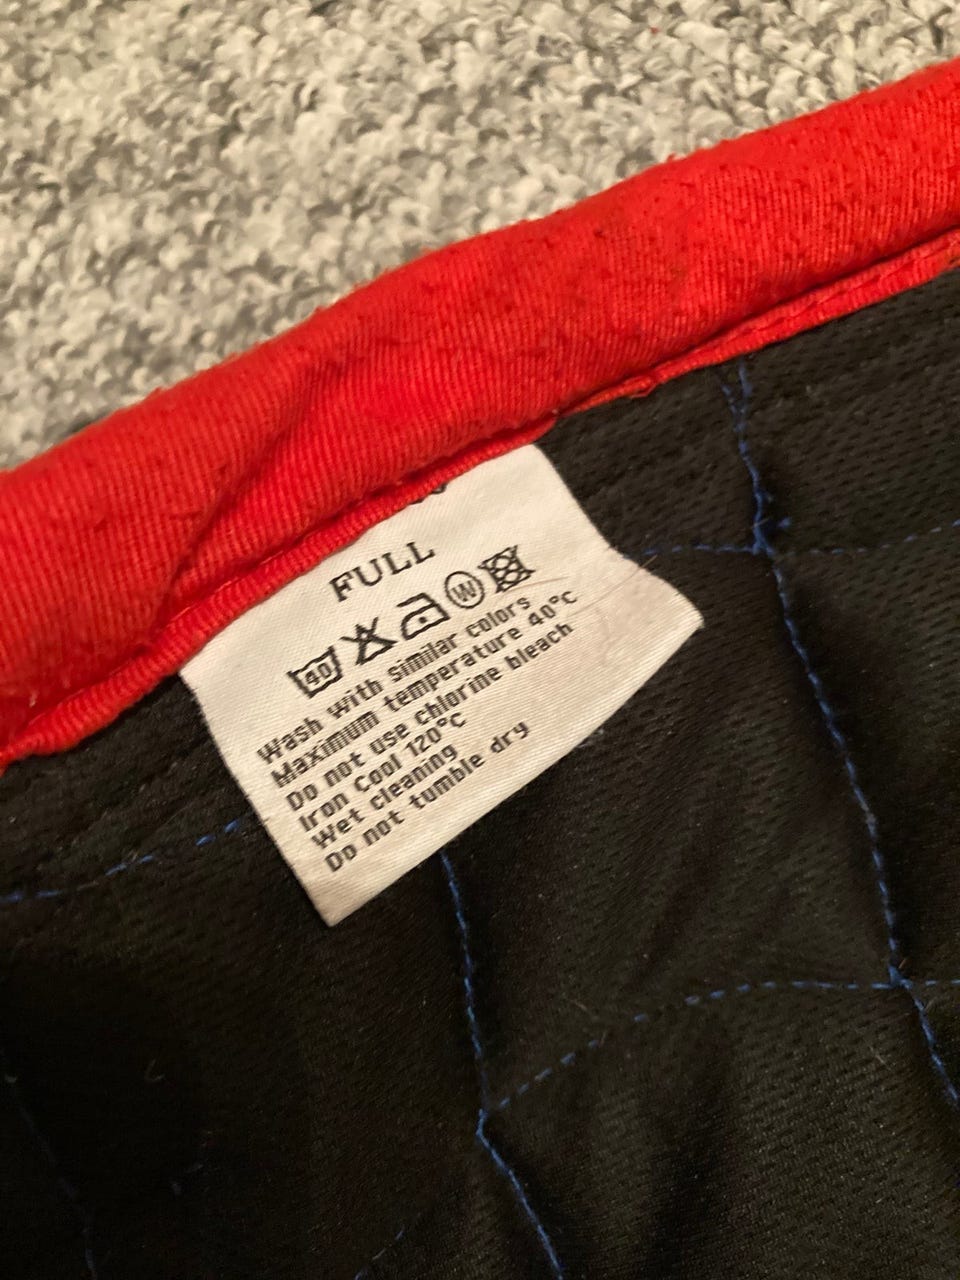 FULL
40 W
Wash with similar colors
Maximum temperature 40°C
Do not use chlorine bleach
Iron Cool 120°C
Wet cleaning
Do not tumble dry